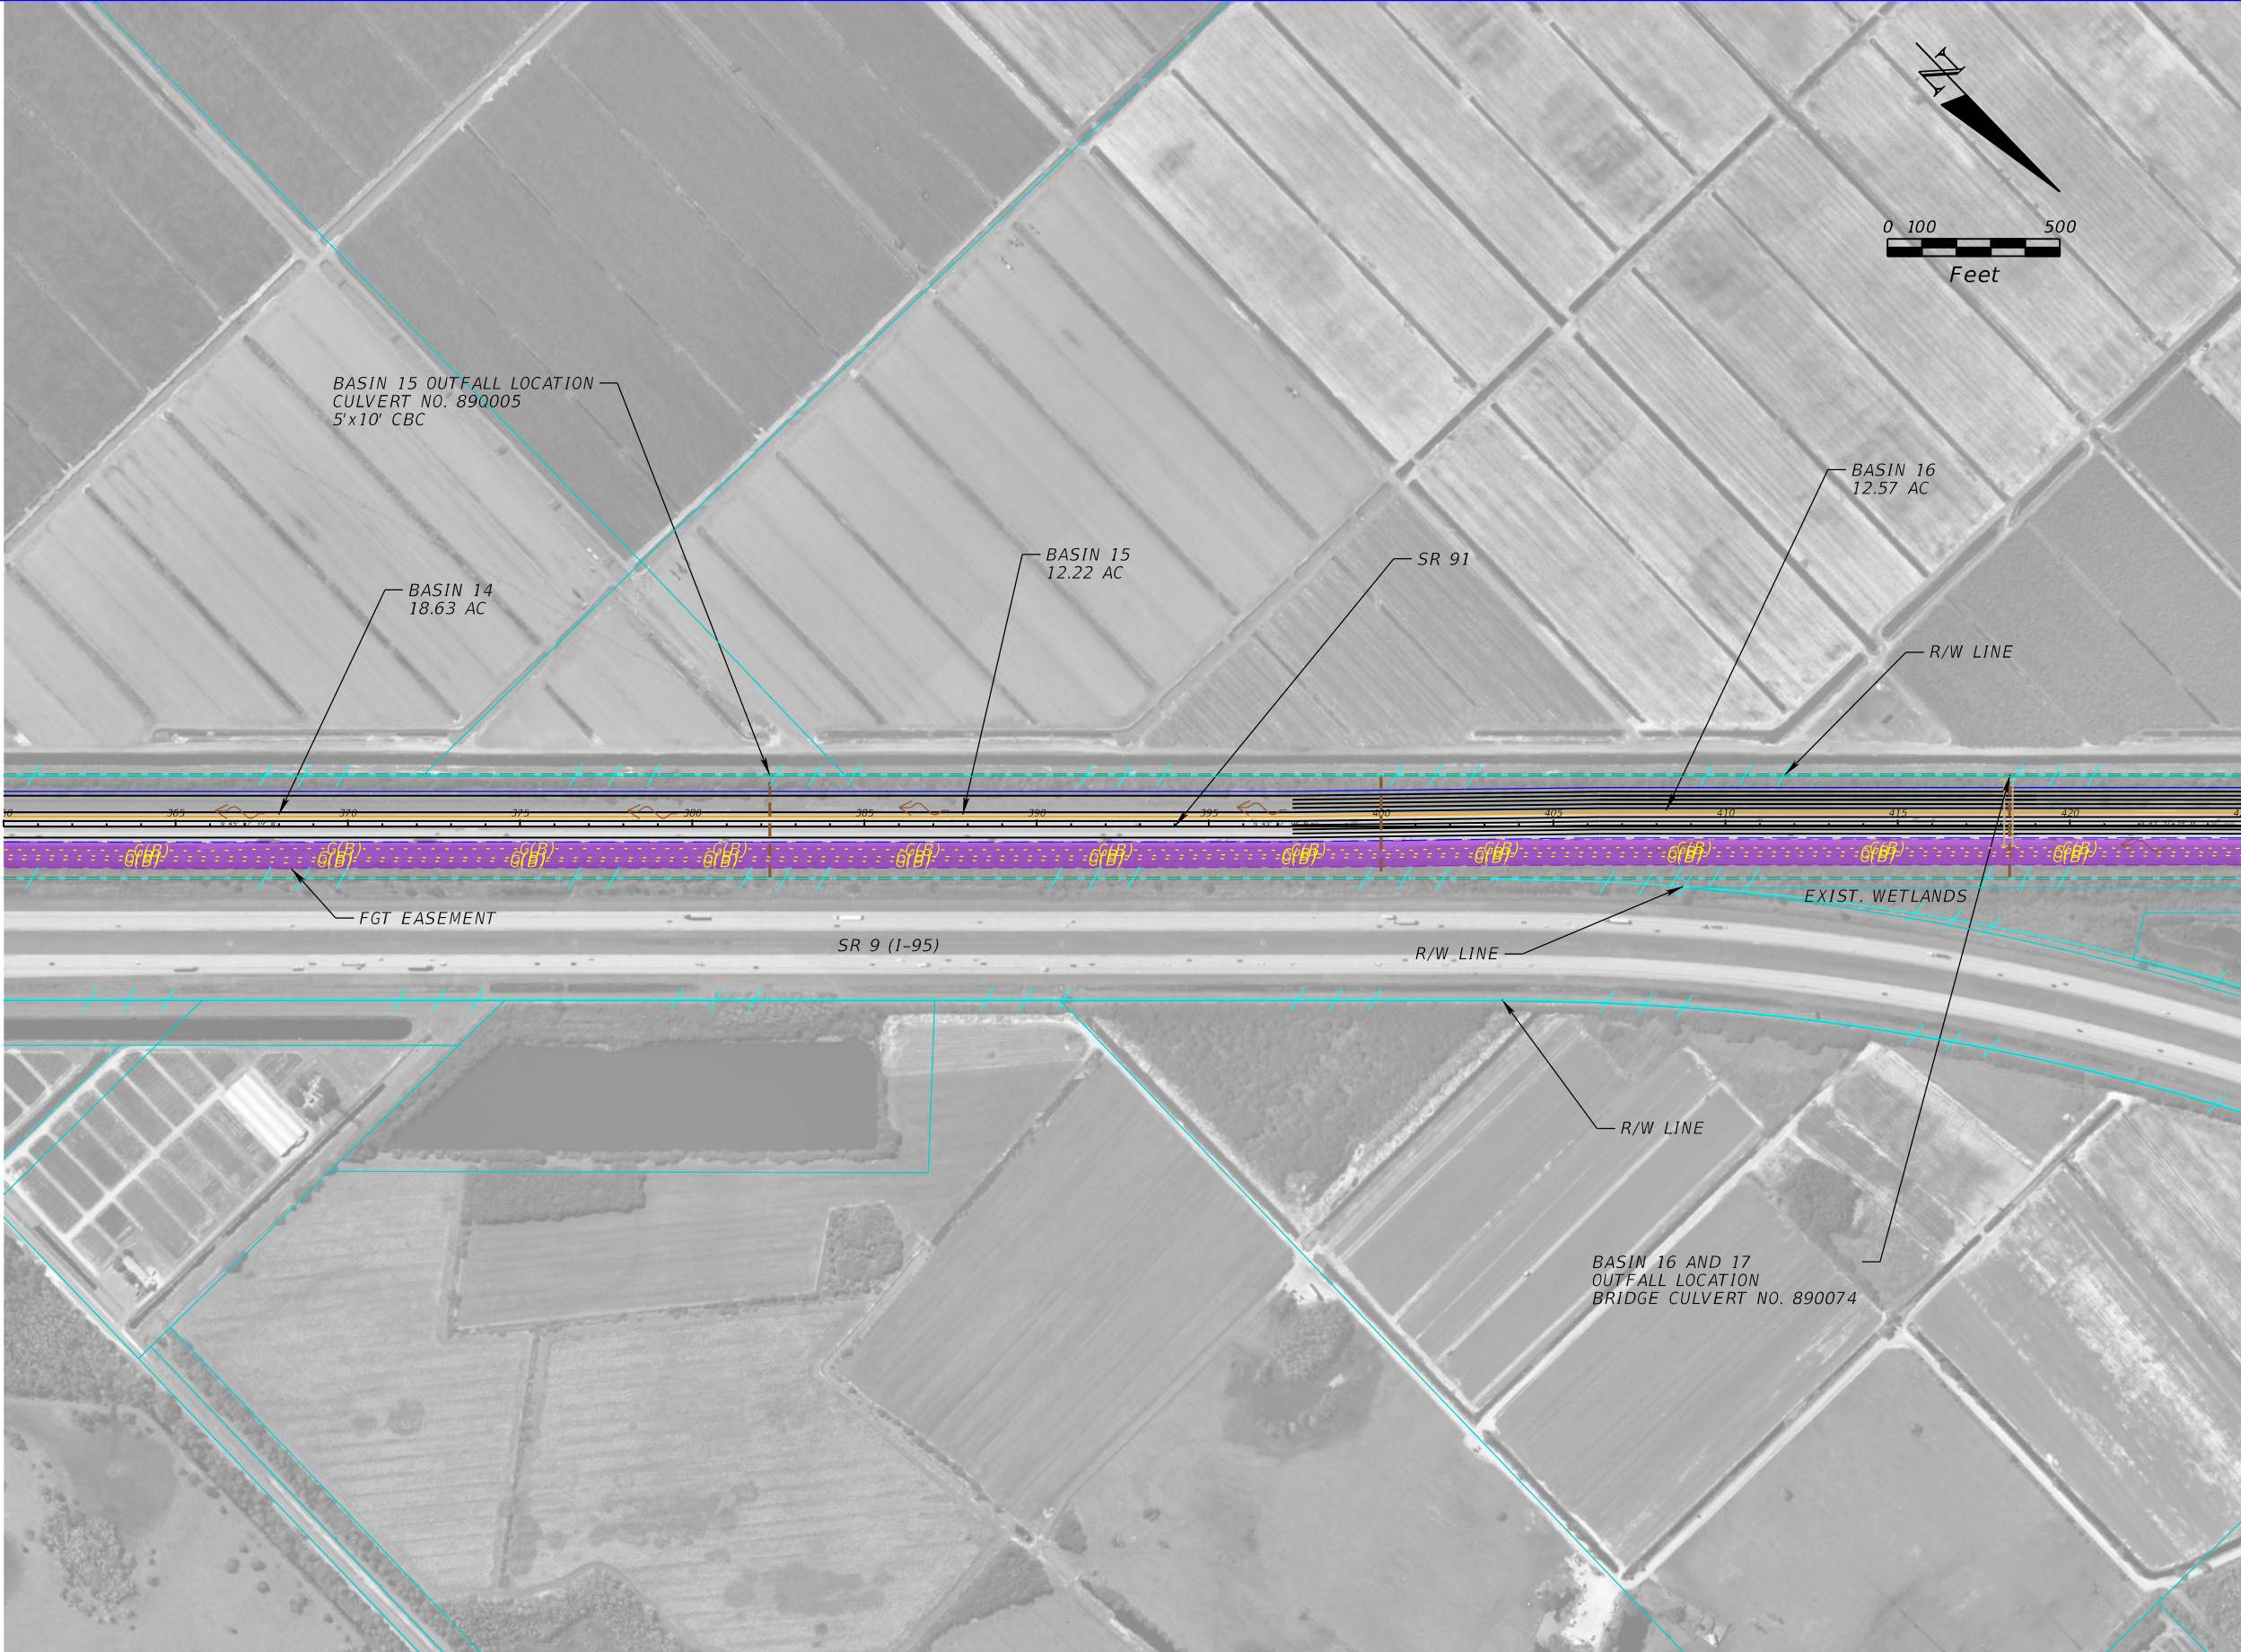 N
0 100 500
Feet
BASIN 15 OUTFALL LOCATION
CULVERT NO. 890005
5'x10' CBC
BASIN 16
12.57 AC
BASIN 15
12.22 AC
SR 91
BASIN 14
18.63 AC
R/W LINE
365 370 375 380 385 390 395 400 405 410 415 420
G(B) G(B) G(B) G(B) G(B) G(B) G(B) G(B) G(B) G(B) G(B)
EXIST. WETLANDS
FGT EASEMENT
SR 9 (I-95)
R/W LINE
R/W LINE
BASIN 16 AND 17
OUTFALL LOCATION
BRIDGE CULVERT NO. 890074